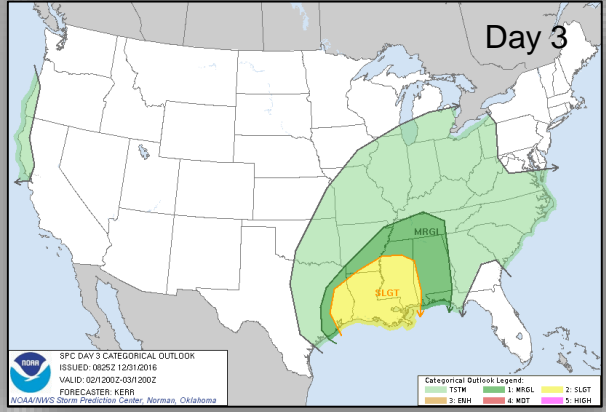 Day 3
MRGL
SLGT
NOAA
SPC DAY 3 CATEGORICAL OUTLOOK
ISSUED: 0825Z 12/31/2016
VALID: 02/1200Z-03/1200Z
FORECASTER: KERR
NOAA/NWS Storm Prediction Center, Norman, Oklahoma
Categorical Outlook Legend:
TSTM 1: MRGL 2: SLGT
3: ENH 4: MDT 5: HIGH